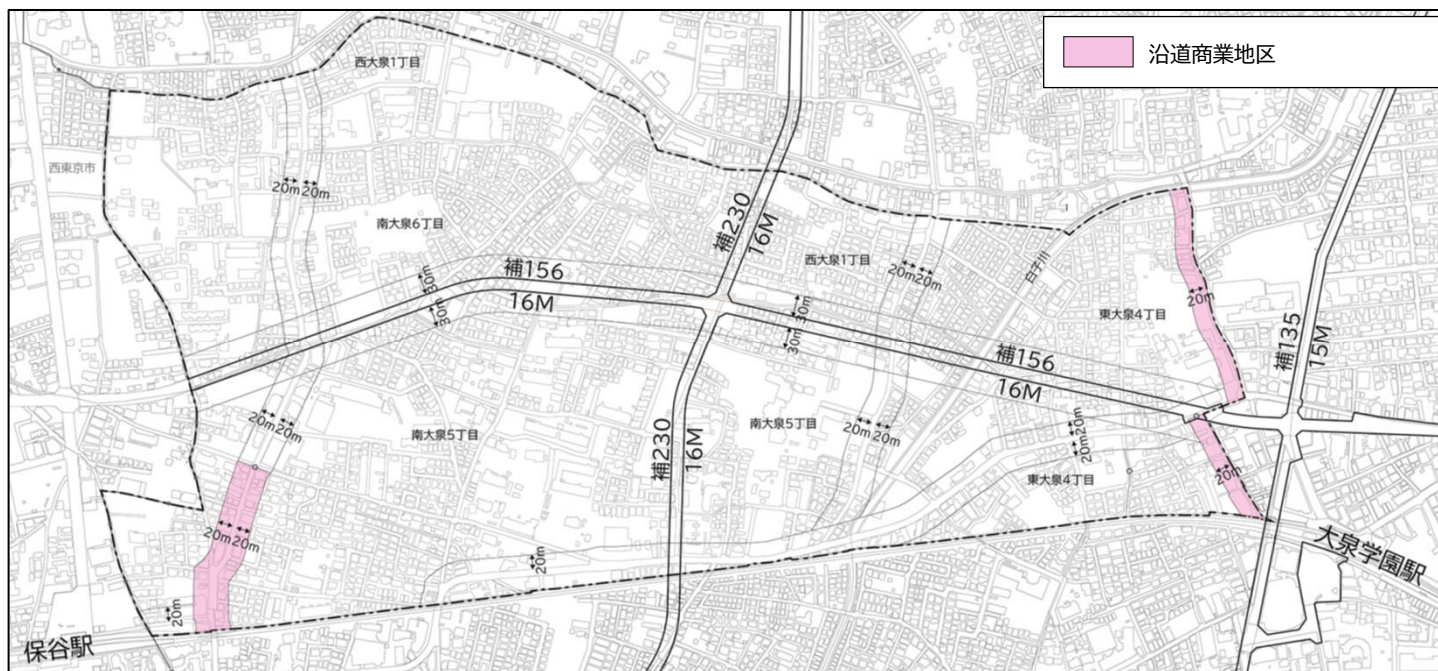 沿道商業地区
西大泉1丁目
西東京市
20m 20m
南大泉6丁目
補230
16M
西大泉1丁目
20m 20m
白子川
20m
東大泉4丁目
補156
16M
30m
30m
30m
30m
補156
16M
補135
15M
20m 20m
南大泉5丁目
補230
16M
南大泉5丁目
20m 20m
20m 20m
東大泉4丁目
20m
20m 20m
20m
20m
保谷駅
大泉学園駅